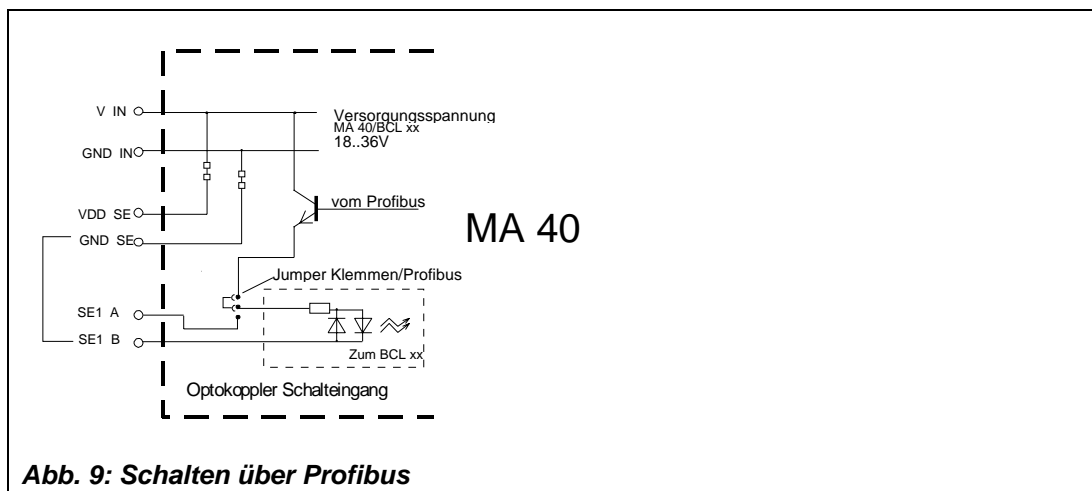 V IN
Versorgungsspannung
MA 40/BCL xx
18..36V
GND IN
vom Profibus
VDD SE
MA 40
GND SE
Jumper Klemmen/Profibus
SE1 A
SE1 B
Zum BCL xx
Optokoppler Schalteingang
Abb. 9: Schalten über Profibus